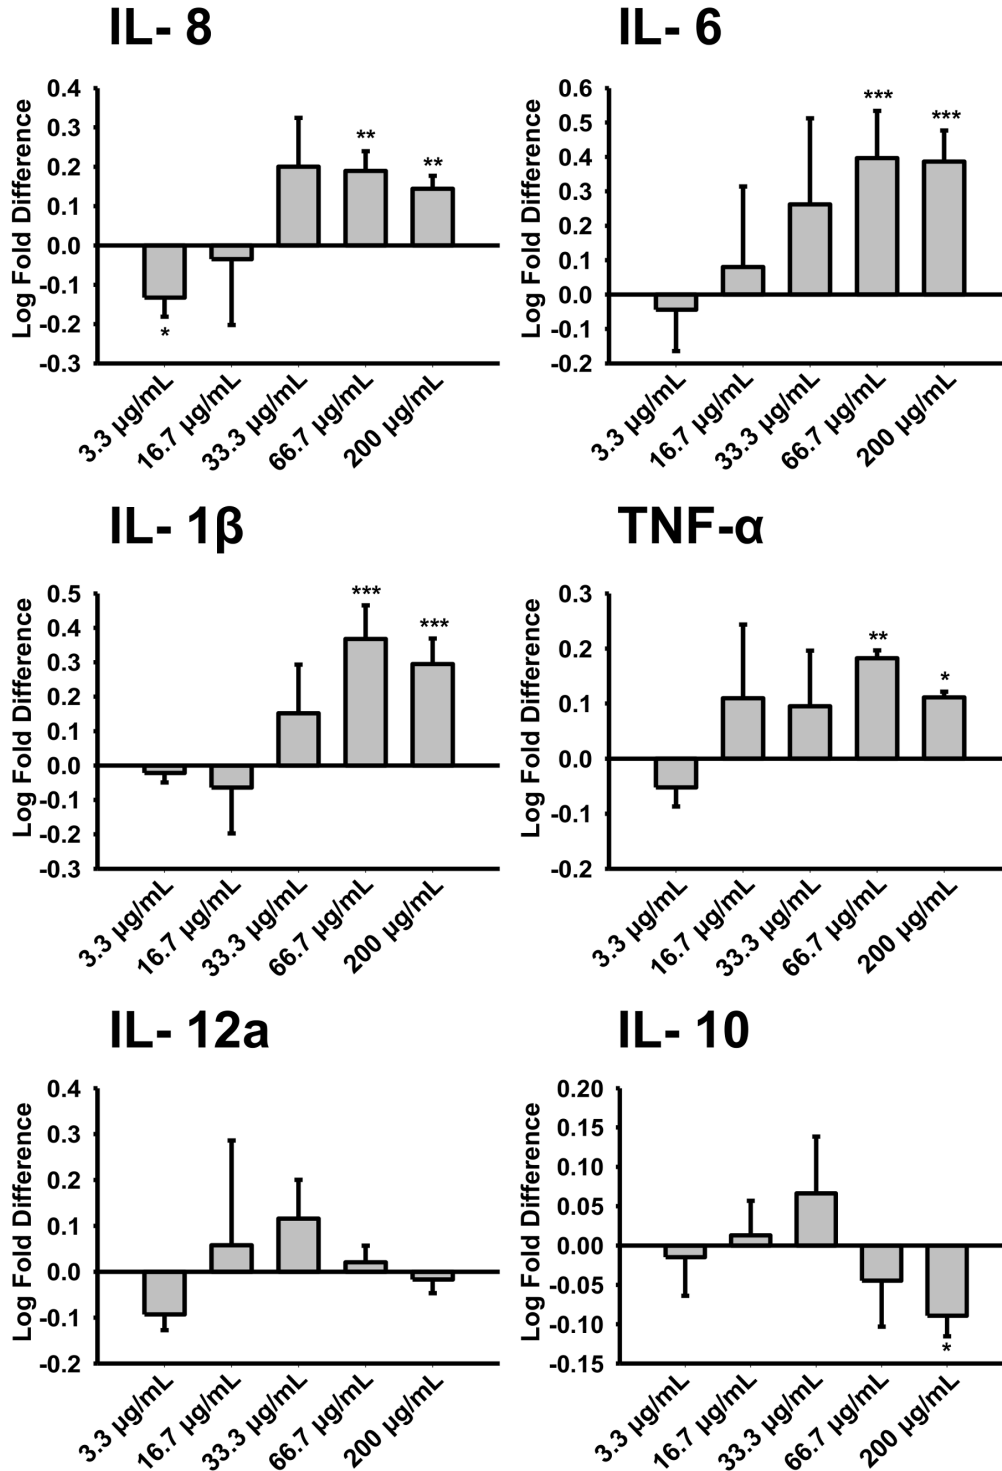 IL- 8
Log Fold Difference
0.4
0.3
0.2
0.1
0.0
-0.1
-0.2
-0.3
*
**
**
3.3 µg/mL
16.7 µg/mL
33.3 µg/mL
66.7 µg/mL
200 µg/mL
IL- 6
Log Fold Difference
0.6
0.5
0.4
0.3
0.2
0.1
0.0
-0.1
-0.2
***
***
3.3 µg/mL
16.7 µg/mL
33.3 µg/mL
66.7 µg/mL
200 µg/mL
IL- 1β
Log Fold Difference
0.5
0.4
0.3
0.2
0.1
0.0
-0.1
-0.2
-0.3
***
***
3.3 µg/mL
16.7 µg/mL
33.3 µg/mL
66.7 µg/mL
200 µg/mL
TNF-α
Log Fold Difference
0.3
0.2
0.1
0.0
-0.1
-0.2
**
*
3.3 µg/mL
16.7 µg/mL
33.3 µg/mL
66.7 µg/mL
200 µg/mL
IL- 12a
Log Fold Difference
0.4
0.3
0.2
0.1
0.0
-0.1
-0.2
3.3 µg/mL
16.7 µg/mL
33.3 µg/mL
66.7 µg/mL
200 µg/mL
IL- 10
Log Fold Difference
0.20
0.15
0.10
0.05
0.00
-0.05
-0.10
-0.15
*
3.3 µg/mL
16.7 µg/mL
33.3 µg/mL
66.7 µg/mL
200 µg/mL